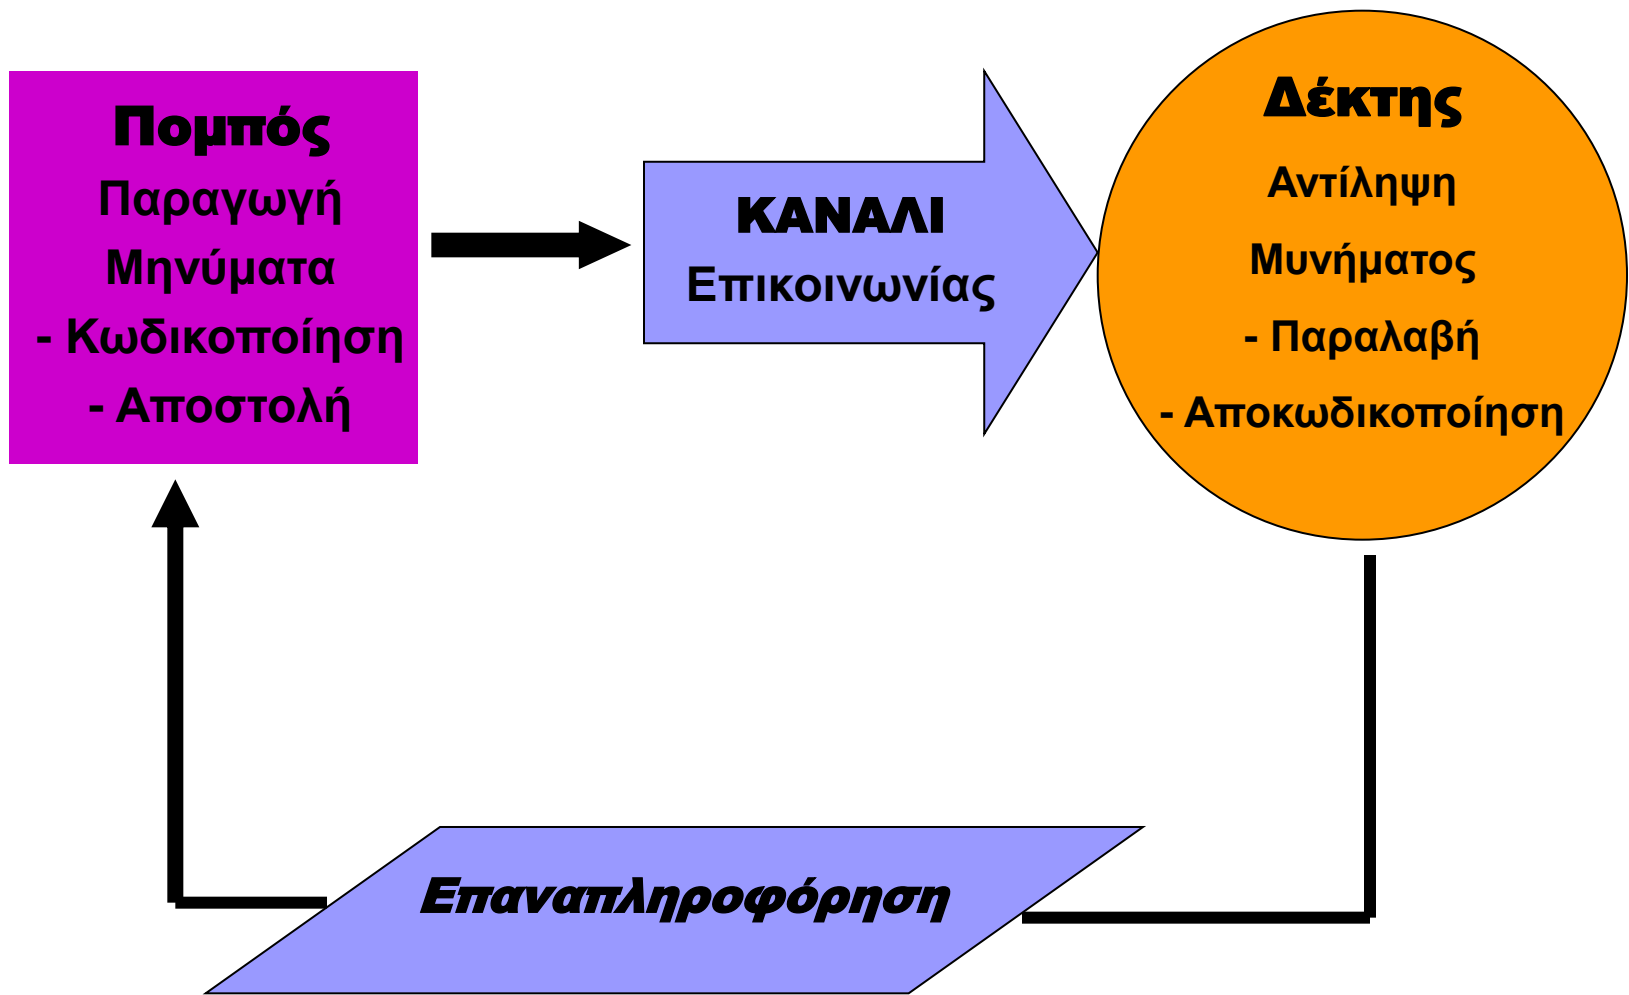 Πομπός
Παραγωγή
Μηνύματα
- Κωδικοποίηση
- Αποστολή
ΚΑΝΑΛΙ
Επικοινωνίας
Δέκτης
Αντίληψη
Μυνήματος
- Παραλαβή
- Αποκωδικοποίηση
Επαναπληροφόρηση